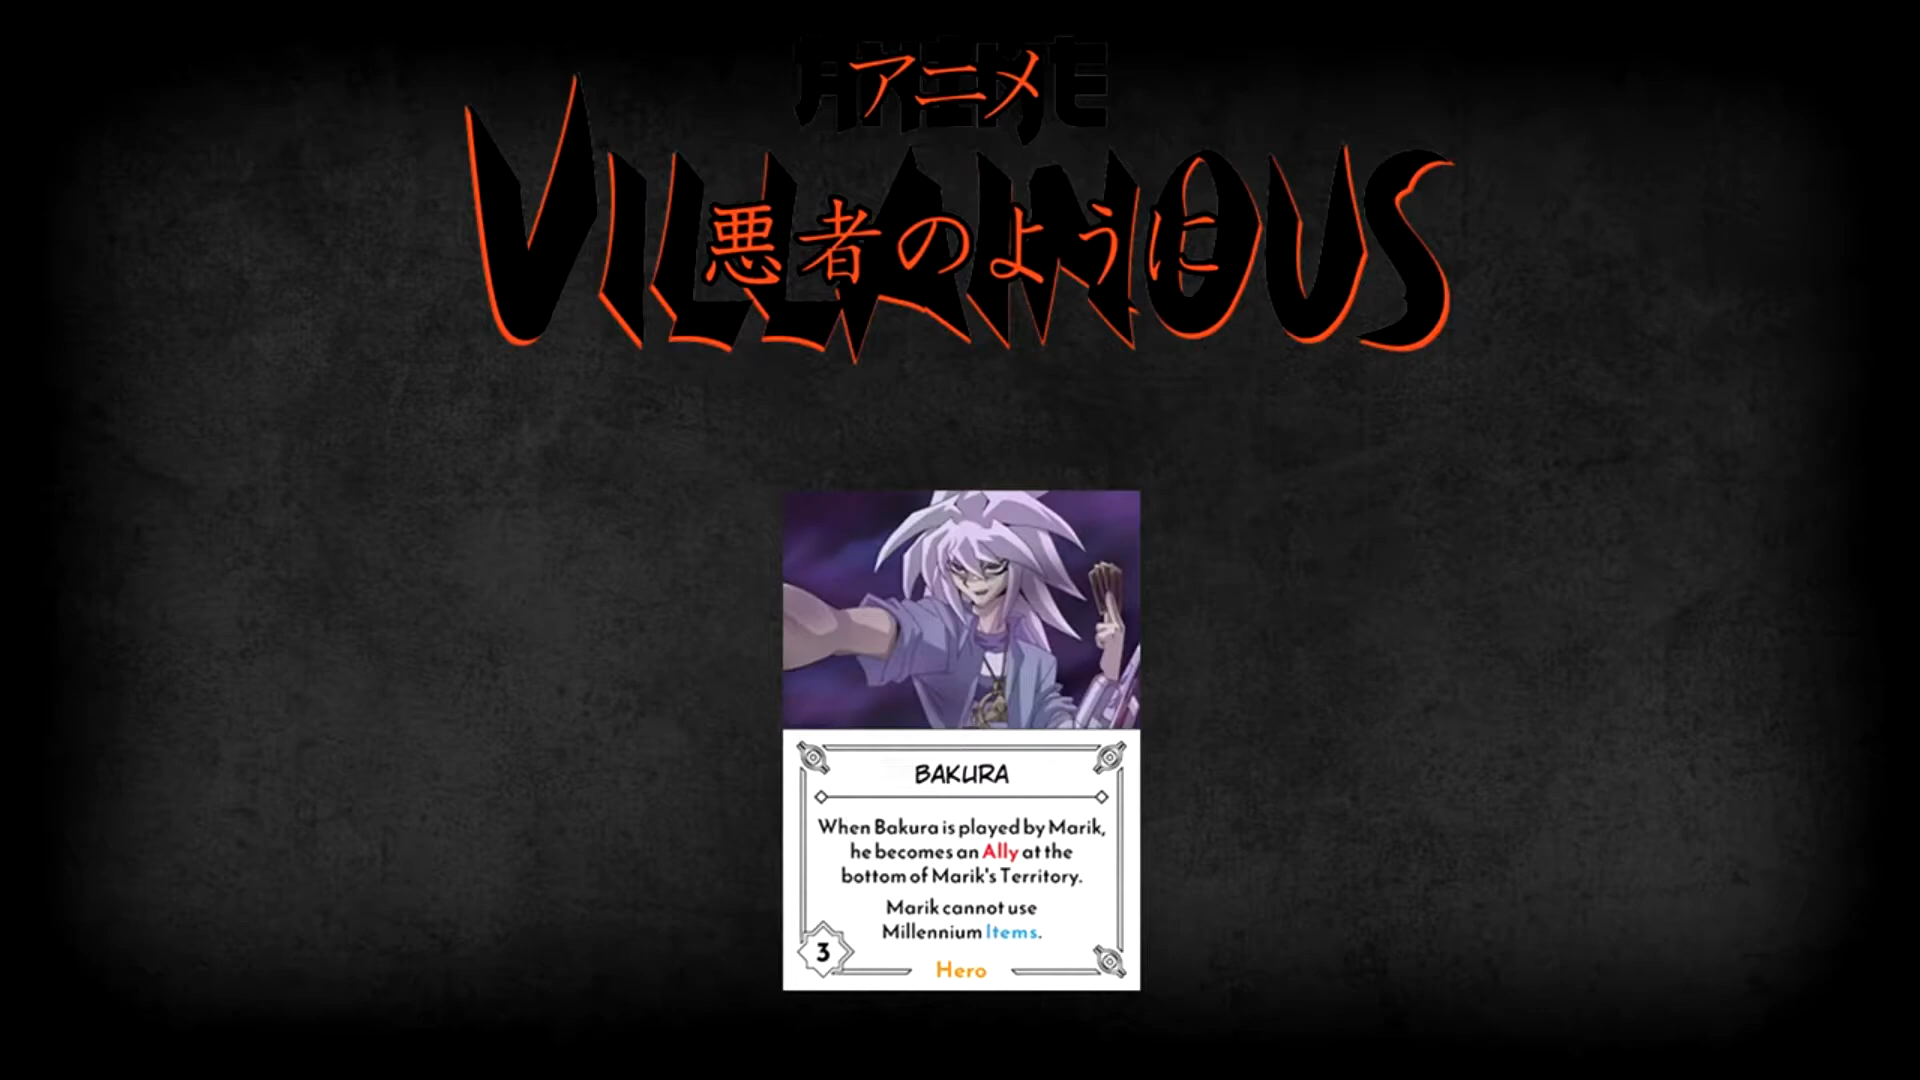 ANIME
アニメ
VILLAINOUS
悪者のように
BAKURA
When Bakura is played by Marik,
he becomes an Ally at the
bottom of Marik's Territory.
Marik cannot use
Millennium Items.
3
Hero